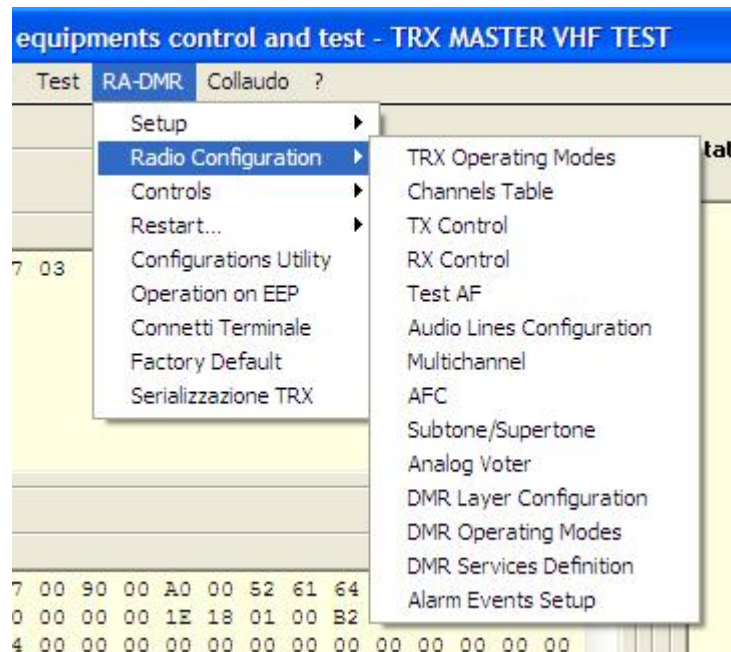 equipments control and test - TRX MASTER VHF TEST
Test RA-DMR Collaudo ?
Setup
Radio Configuration
Controls
Restart...
Configurations Utility
Operation on EEP
Connetti Terminale
Factory Default
Serializzazione TRX
TRX Operating Modes
Channels Table
TX Control
RX Control
Test AF
Audio Lines Configuration
Multichannel
AFC
Subtone/Supertone
Analog Voter
DMR Layer Configuration
DMR Operating Modes
DMR Services Definition
Alarm Events Setup
tat
7 03
7 00 90 00 A0 00 52 61 64
0 00 00 00 1E 18 01 00 B2
4 00 00 00 00 00 00 00 00 00 00 00 00 00